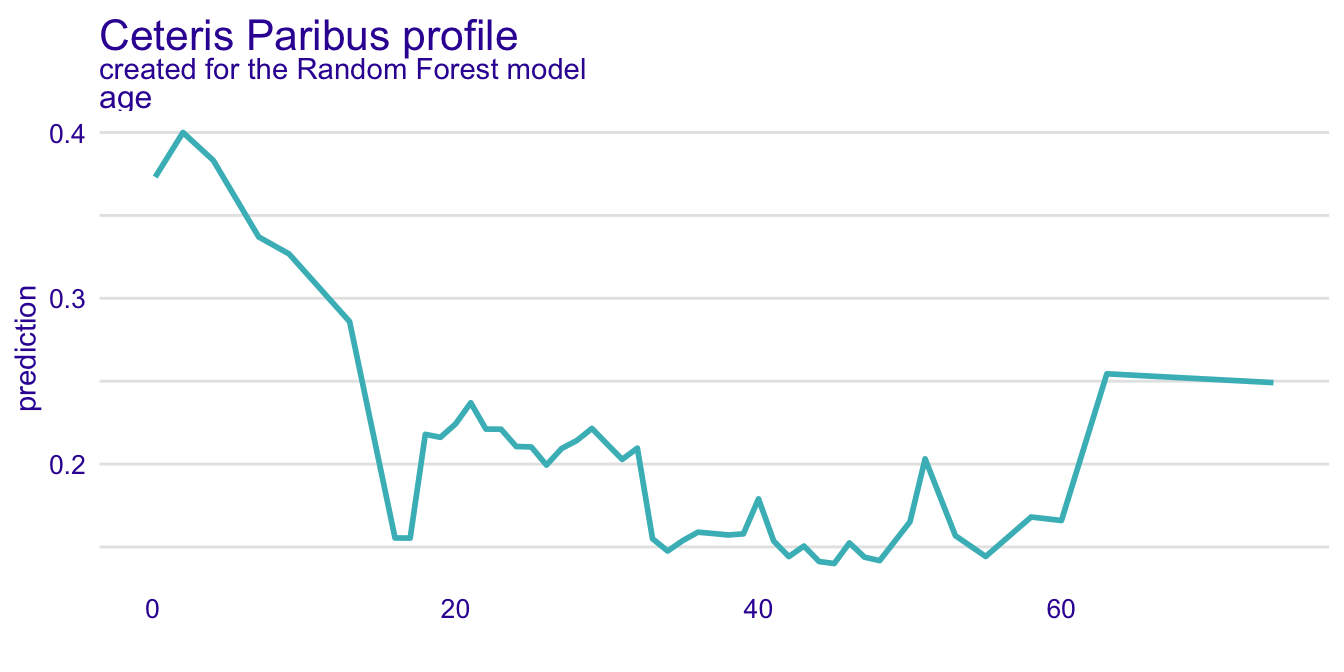 Ceteris Paribus profile
created for the Random Forest model
age
0.4
0.3
0.2
prediction
0 20 40 60